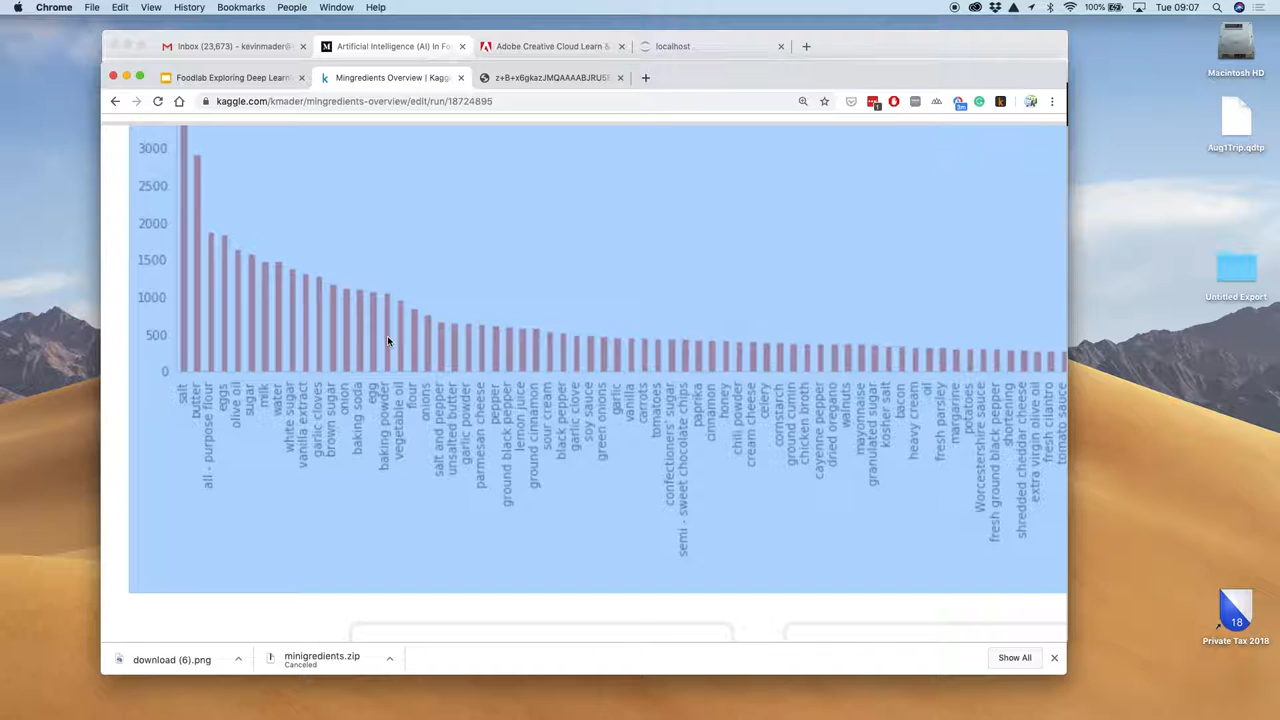 Chrome File Edit View History Bookmarks People Window Help 100% Tue 09:07
Inbox (23,673) - kevinmader@
Artificial Intelligence (AI) In Fo
Adobe Creative Cloud Learn &
localhost
Foodlab Exploring Deep Learni
Mingredients Overview | Kagg
z+B+x6gkazJMQAAAABJRU5
kaggle.com/kmader/mingredients-overview/edit/run/18724895
3000
2500
2000
1500
1000
500
0
salt
butter
all - purpose flour
eggs
olive oil
sugar
milk
water
white sugar
vanilla extract
garlic cloves
brown sugar
onion
baking soda
egg
baking powder
vegetable oil
flour
onions
salt and pepper
unsalted butter
garlic powder
parmesan cheese
pepper
ground black pepper
lemon juice
ground cinnamon
sour cream
black pepper
garlic clove
soy sauce
green onions
garlic
vanilla
carrots
tomatoes
confectioners' sugar
semi - sweet chocolate chips
paprika
cinnamon
honey
chili powder
cream cheese
celery
cornstarch
ground cumin
chicken broth
cayenne pepper
dried oregano
walnuts
mayonnaise
granulated sugar
kosher salt
bacon
heavy cream
oil
fresh parsley
margarine
potatoes
Worcestershire sauce
fresh ground black pepper
shortening
shredded cheddar cheese
extra virgin olive oil
fresh cilantro
tomato sauce
download (6).png
minigredients.zip
Canceled
Show All
Macintosh HD
Aug1Trip.qdtp
Untitled Export
18
Private Tax 2018